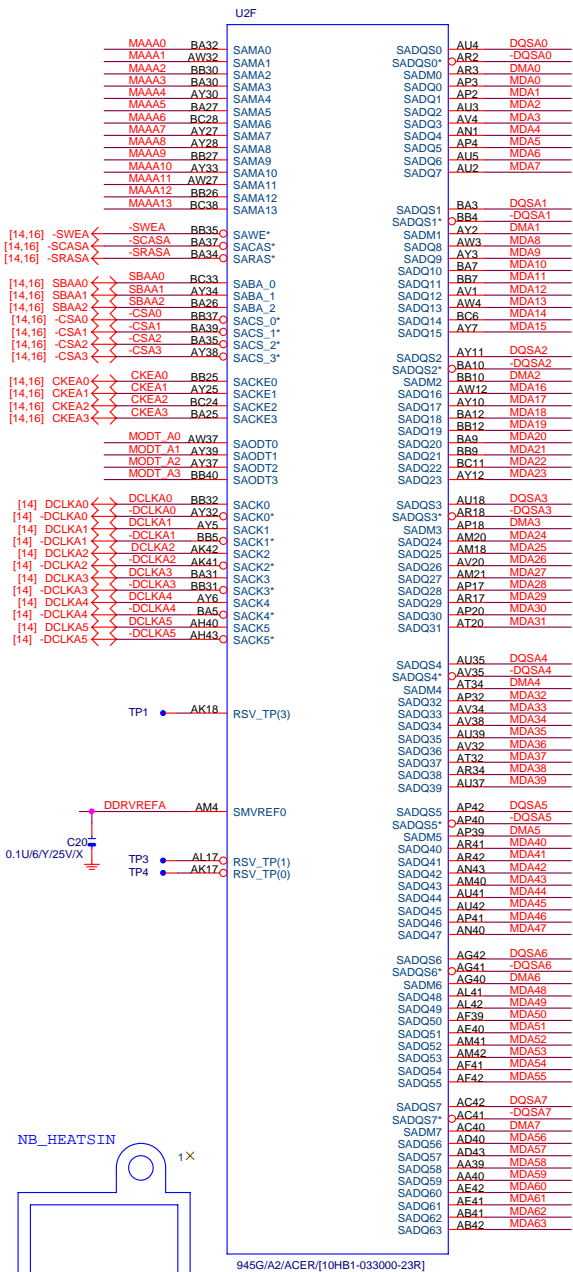 U2F
MAAA0 BA32 SAMA0
MAAA1 AW32 SAMA1
MAAA2 BB30 SAMA2
MAAA3 BA30 SAMA3
MAAA4 AY30 SAMA4
MAAA5 BA27 SAMA5
MAAA6 BC28 SAMA6
MAAA7 AY27 SAMA7
MAAA8 AY28 SAMA8
MAAA9 BB27 SAMA9
MAAA10 AY33 SAMA10
MAAA11 AW27 SAMA11
MAAA12 BB26 SAMA12
MAAA13 BC38 SAMA13
[14,16] -SWEA -SWEA BB35 SAWE*
[14,16] -SCASA -SCASA BA37 SACAS*
[14,16] -SRASA -SRASA BA34 SARAS*
[14,16] SBAA0 SBAA0 BC33 SABA_0
[14,16] SBAA1 SBAA1 AY34 SABA_1
[14,16] SBAA2 SBAA2 BA26 SABA_2
[14,16] -CSA0 -CSA0 BB37 SACS_0*
[14,16] -CSA1 -CSA1 BA39 SACS_1*
[14,16] -CSA2 -CSA2 BA35 SACS_2*
[14,16] -CSA3 -CSA3 AY38 SACS_3*
[14,16] CKEA0 CKEA0 BB25 SACKE0
[14,16] CKEA1 CKEA1 AY25 SACKE1
[14,16] CKEA2 CKEA2 BC24 SACKE2
[14,16] CKEA3 CKEA3 BA25 SACKE3
MODT_A0 AW37 SAODT0
MODT_A1 AY39 SAODT1
MODT_A2 AY37 SAODT2
MODT_A3 BB40 SAODT3
[14] DCLKA0 DCLKA0 BB32 SACK0
[14] -DCLKA0 -DCLKA0 AY32 SACK0*
[14] DCLKA1 DCLKA1 AY5 SACK1
[14] -DCLKA1 -DCLKA1 BB5 SACK1*
[14] DCLKA2 DCLKA2 AK42 SACK2
[14] -DCLKA2 -DCLKA2 AK41 SACK2*
[14] DCLKA3 DCLKA3 BA31 SACK3
[14] -DCLKA3 -DCLKA3 BB31 SACK3*
[14] DCLKA4 DCLKA4 AY6 SACK4
[14] -DCLKA4 -DCLKA4 BA5 SACK4*
[14] DCLKA5 DCLKA5 AH40 SACK5
[14] -DCLKA5 -DCLKA5 AH43 SACK5*
TP1 AK18 RSV_TP(3)
DDRVREFA AM4 SMVREF0
C20
0.1U/6/Y/25V/X
TP3 AL17 RSV_TP(1)
TP4 AK17 RSV_TP(0)
SADQS0 AU4 DQSA0
SADQS0* AR2 -DQSA0
SADM0 AR3 DMA0
SADQ0 AP3 MDA0
SADQ1 AP2 MDA1
SADQ2 AU3 MDA2
SADQ3 AV4 MDA3
SADQ4 AN1 MDA4
SADQ5 AP4 MDA5
SADQ6 AU5 MDA6
SADQ7 AU2 MDA7
SADQS1 BA3 DQSA1
SADQS1* BB4 -DQSA1
SADM1 AY2 DMA1
SADQ8 AW3 MDA8
SADQ9 AY3 MDA9
SADQ10 BA7 MDA10
SADQ11 BB7 MDA11
SADQ12 AV1 MDA12
SADQ13 AW4 MDA13
SADQ14 BC6 MDA14
SADQ15 AY7 MDA15
SADQS2 AY11 DQSA2
SADQS2* BA10 -DQSA2
SADM2 BB10 DMA2
SADQ16 AW12 MDA16
SADQ17 AY10 MDA17
SADQ18 BA12 MDA18
SADQ19 BB12 MDA19
SADQ20 BA9 MDA20
SADQ21 BB9 MDA21
SADQ22 BC11 MDA22
SADQ23 AY12 MDA23
SADQS3 AU18 DQSA3
SADQS3* AR18 -DQSA3
SADM3 AP18 DMA3
SADQ24 AM20 MDA24
SADQ25 AM18 MDA25
SADQ26 AV20 MDA26
SADQ27 AM21 MDA27
SADQ28 AP17 MDA28
SADQ29 AR17 MDA29
SADQ30 AP20 MDA30
SADQ31 AT20 MDA31
SADQS4 AU35 DQSA4
SADQS4* AV35 -DQSA4
SADM4 AT34 DMA4
SADQ32 AP32 MDA32
SADQ33 AV34 MDA33
SADQ34 AV38 MDA34
SADQ35 AU39 MDA35
SADQ36 AV32 MDA36
SADQ37 AT32 MDA37
SADQ38 AR34 MDA38
SADQ39 AU37 MDA39
SADQS5 AP42 DQSA5
SADQS5* AP40 -DQSA5
SADM5 AP39 DMA5
SADQ40 AR41 MDA40
SADQ41 AR42 MDA41
SADQ42 AN43 MDA42
SADQ43 AM40 MDA43
SADQ44 AU41 MDA44
SADQ45 AU42 MDA45
SADQ46 AP41 MDA46
SADQ47 AN40 MDA47
SADQS6 AG42 DQSA6
SADQS6* AG41 -DQSA6
SADM6 AG40 DMA6
SADQ48 AL41 MDA48
SADQ49 AL42 MDA49
SADQ50 AF39 MDA50
SADQ51 AE40 MDA51
SADQ52 AM41 MDA52
SADQ53 AM42 MDA53
SADQ54 AF41 MDA54
SADQ55 AF42 MDA55
SADQS7 AC42 DQSA7
SADQS7* AC41 -DQSA7
SADM7 AC40 DMA7
SADQ56 AD40 MDA56
SADQ57 AD43 MDA57
SADQ58 AA39 MDA58
SADQ59 AA40 MDA59
SADQ60 AE42 MDA60
SADQ61 AE41 MDA61
SADQ62 AB41 MDA62
SADQ63 AB42 MDA63
NB_HEATSIN
1
945G/A2/ACER/[10HB1-033000-23R]